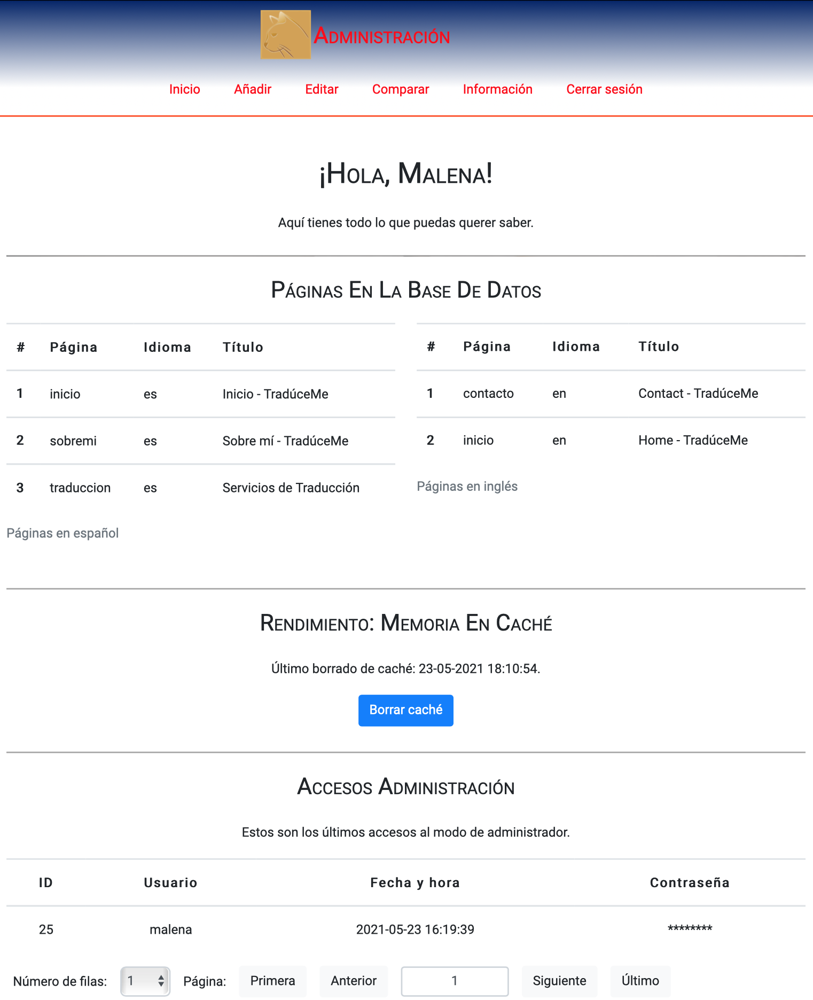 Administración
Inicio Añadir Editar Comparar Información Cerrar sesión
¡Hola, Malena!
Aquí tienes todo lo que puedas querer saber.
Páginas En La Base De Datos
# Página Idioma Título
1 inicio es Inicio - TradúceMe
2 sobremi es Sobre mí - TradúceMe
3 traduccion es Servicios de Traducción
Páginas en español
# Página Idioma Título
1 contacto en Contact - TradúceMe
2 inicio en Home - TradúceMe
Páginas en inglés
Rendimiento: Memoria En Caché
Último borrado de caché: 23-05-2021 18:10:54.
Borrar caché
Accesos Administración
Estos son los últimos accesos al modo de administrador.
ID Usuario Fecha y hora Contraseña
25 malena 2021-05-23 16:19:39 ********
Número de filas: 1 Página: Primera Anterior 1 Siguiente Último